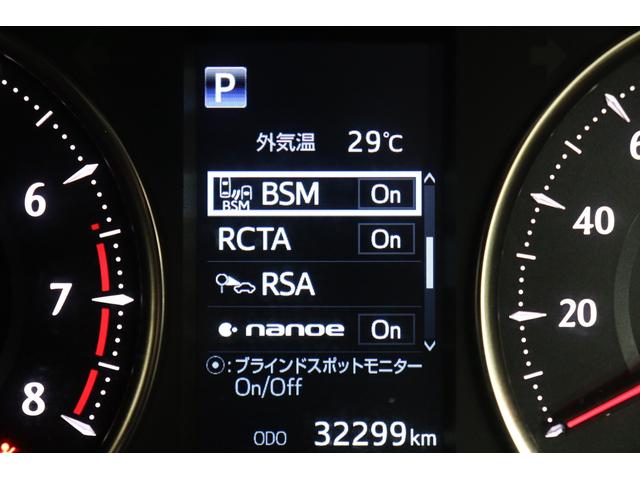 P
外気温 29℃
BSM BSM On
RCTA On
RSA
nanoe On
⦿:ブラインドスポットモニター
On/Off
ODO 32299km
6
7
8
40
20